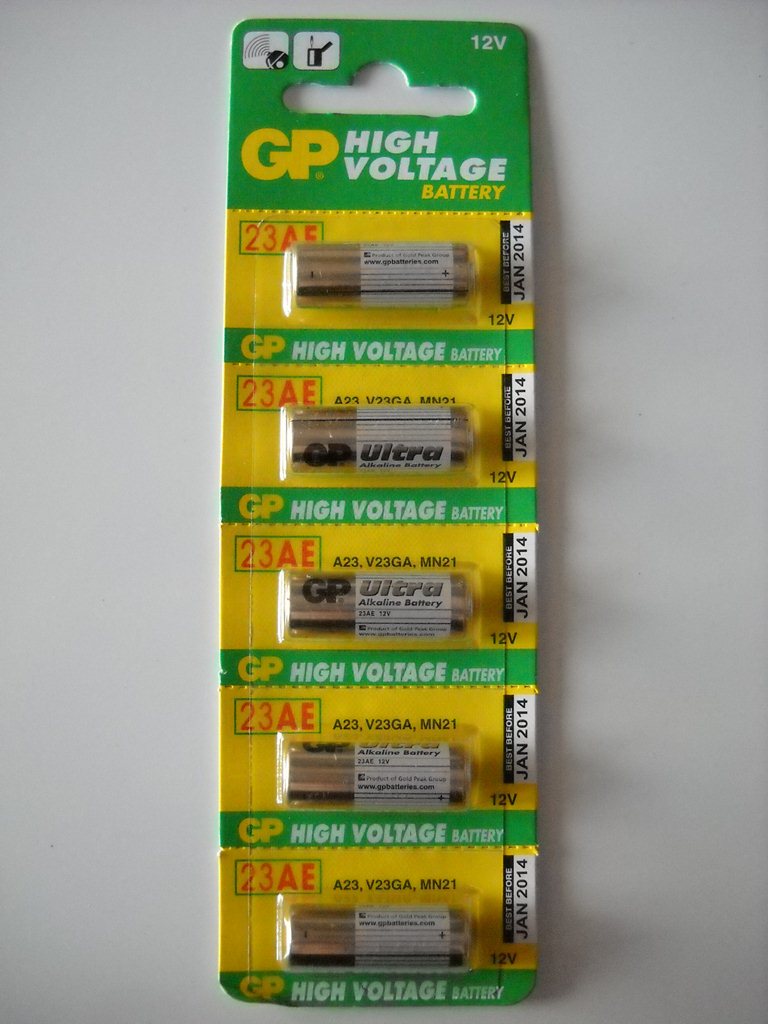 12V
GP® HIGH
VOLTAGE
BATTERY
23AE
Product of Gold Peak Group
www.gpbatteries.com
- +
BEST BEFORE
JAN 2014
12V
GP HIGH VOLTAGE BATTERY
23AE
A23, V23GA, MN21
GP Ultra
Alkaline Battery
BEST BEFORE
JAN 2014
12V
GP HIGH VOLTAGE BATTERY
23AE
A23, V23GA, MN21
GP Ultra
Alkaline Battery
23AE 12V
Product of Gold Peak Group
www.gpbatteries.com
BEST BEFORE
JAN 2014
12V
GP HIGH VOLTAGE BATTERY
23AE
A23, V23GA, MN21
GP Ultra
Alkaline Battery
23AE 12V
Product of Gold Peak Group
www.gpbatteries.com
+
BEST BEFORE
JAN 2014
12V
GP HIGH VOLTAGE BATTERY
23AE
A23, V23GA, MN21
Product of Gold Peak Group
www.gpbatteries.com
- +
BEST BEFORE
JAN 2014
12V
GP HIGH VOLTAGE BATTERY